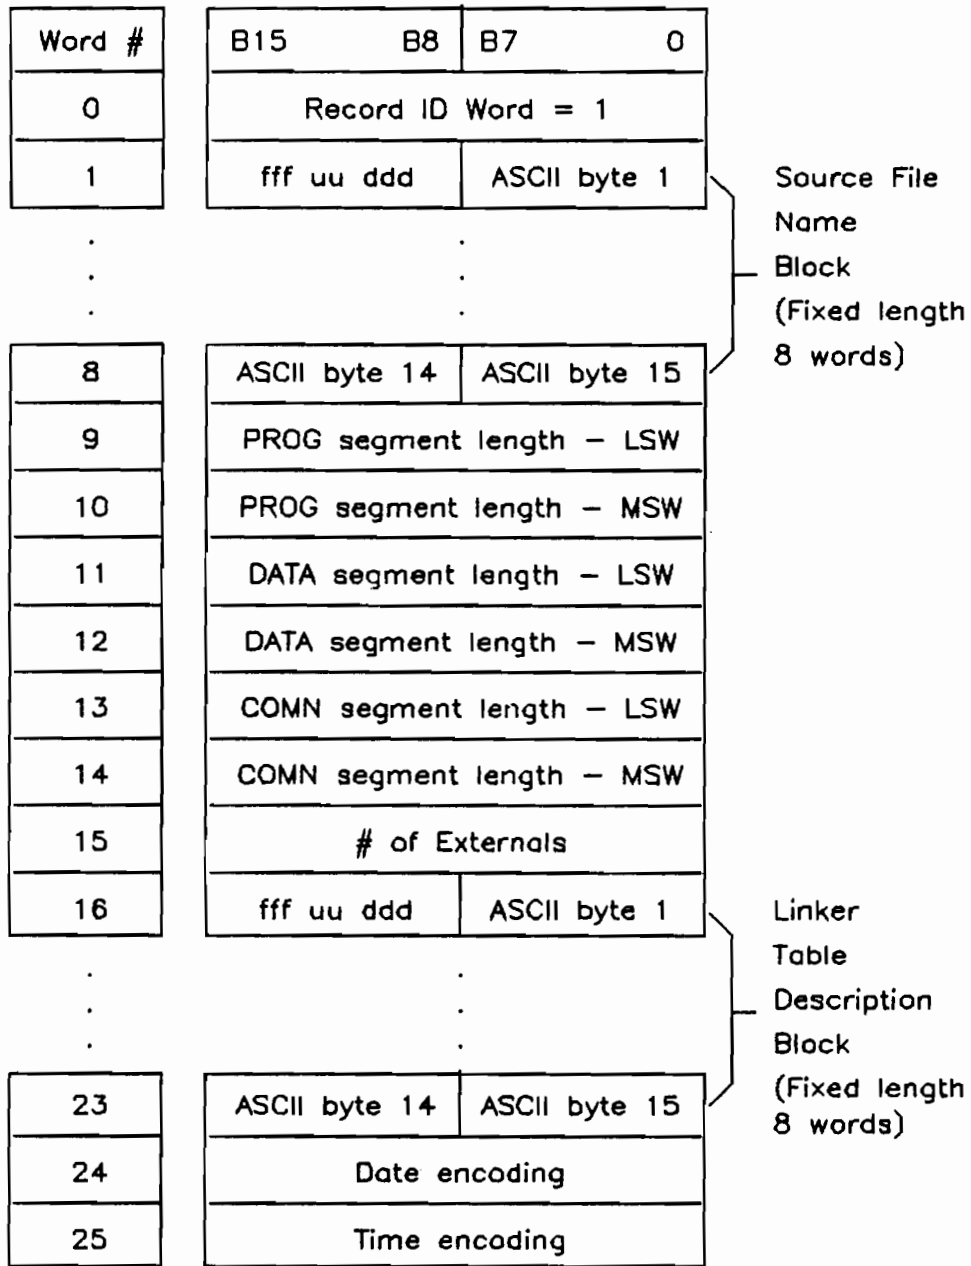 Word # B15 B8 B7 0
0 Record ID Word = 1
1 fff uu ddd ASCII byte 1
Source File
Name
Block
(Fixed length
8 words)
. .
. .
. .
8 ASCII byte 14 ASCII byte 15
9 PROG segment length – LSW
10 PROG segment length – MSW
11 DATA segment length – LSW
12 DATA segment length – MSW
13 COMN segment length – LSW
14 COMN segment length – MSW
15 # of Externals
16 fff uu ddd ASCII byte 1
Linker
Table
Description
Block
(Fixed length
8 words)
. .
. .
. .
23 ASCII byte 14 ASCII byte 15
24 Date encoding
25 Time encoding